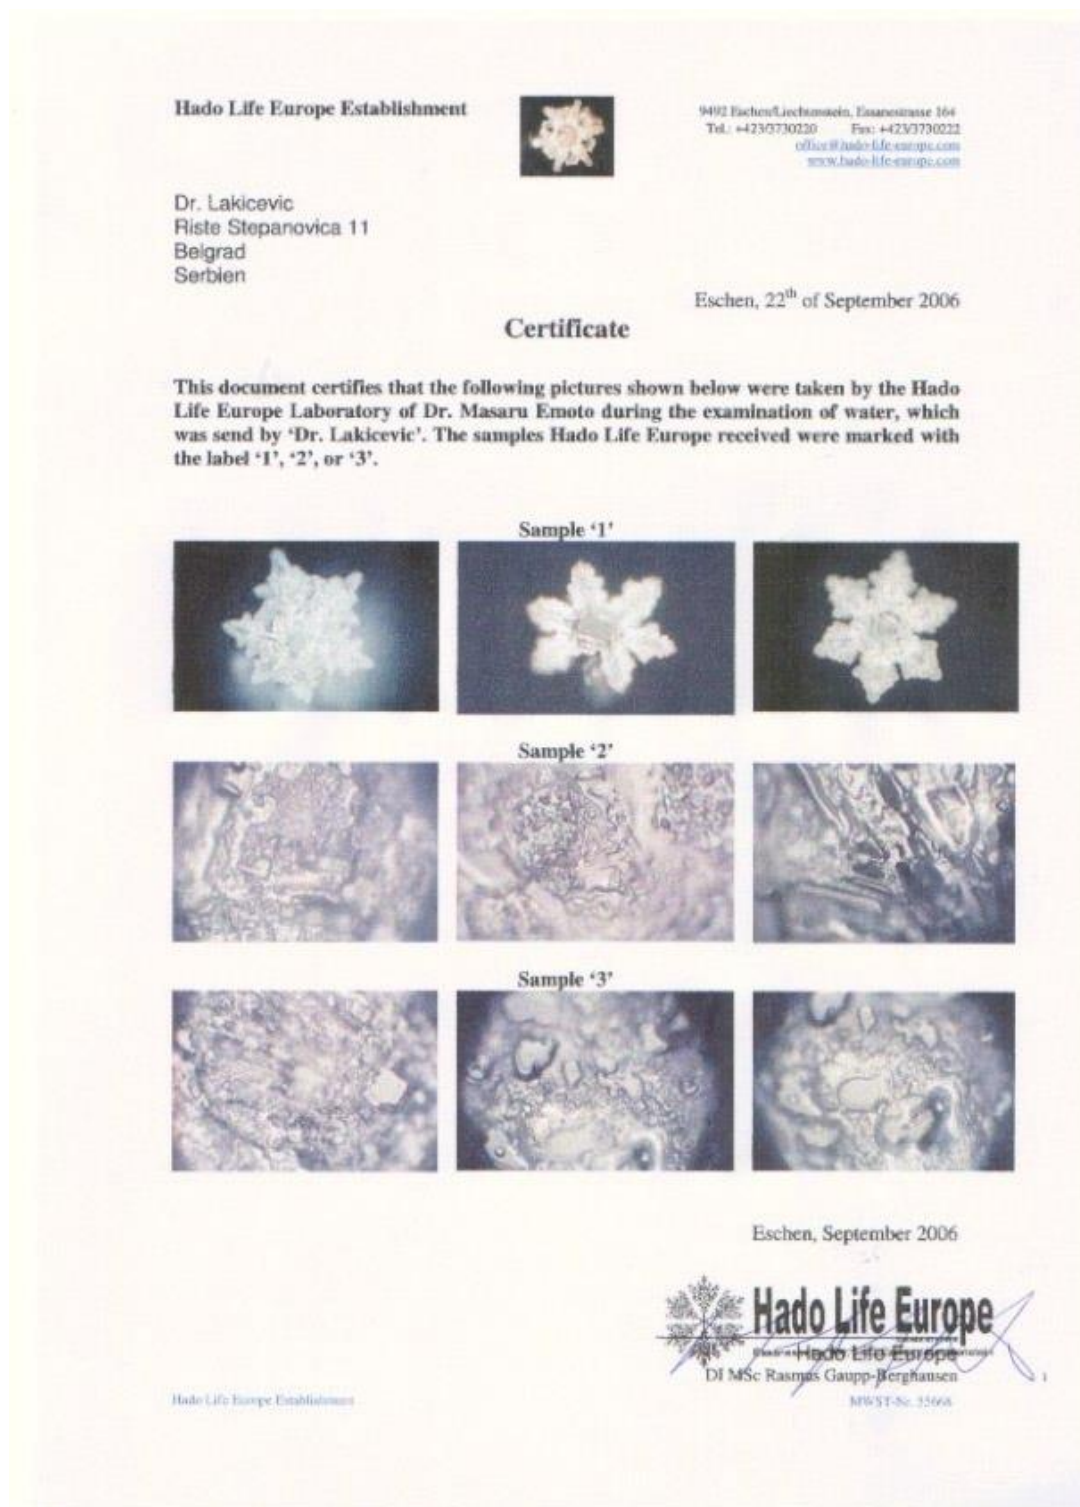 Hado Life Europe Establishment
9492 Eschen/Liechtenstein, Essanestrasse 164
Tel.: +423/3730220 Fax: +423/3730222
office@hado-life-europe.com
www.hado-life-europe.com
Dr. Lakicevic
Riste Stepanovica 11
Belgrad
Serbien
Eschen, 22th of September 2006
Certificate
This document certifies that the following pictures shown below were taken by the Hado
Life Europe Laboratory of Dr. Masaru Emoto during the examination of water, which
was send by ‘Dr. Lakicevic’. The samples Hado Life Europe received were marked with
the label ‘1’, ‘2’, or ‘3’.
Sample ‘1’
Sample ‘2’
Sample ‘3’
Eschen, September 2006
Hado Life Europe
Hado Life Europe
DI MSc Rasmus Gaupp-Berghausen
1
Hado Life Europe Establishment
MWST-Nr. 55668